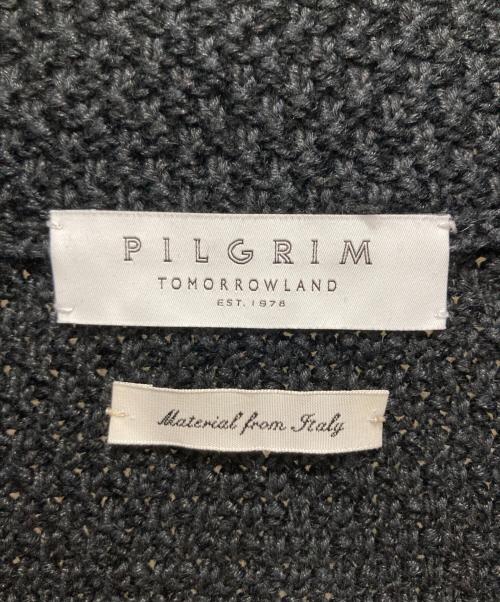 PILGRIM
TOMORROWLAND
EST. 1978
Material from Italy